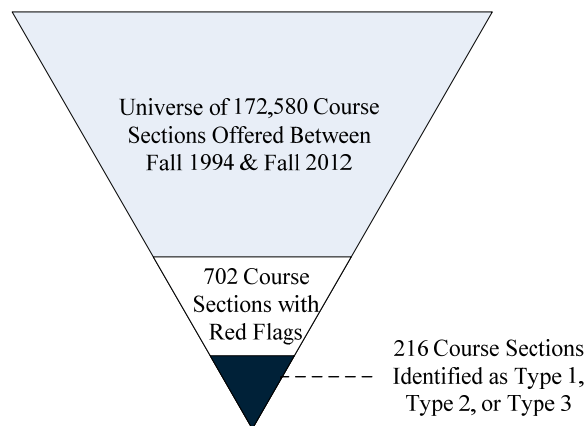 Universe of 172,580 Course
Sections Offered Between
Fall 1994 & Fall 2012
702 Course
Sections with
Red Flags
216 Course Sections
Identified as Type 1,
Type 2, or Type 3